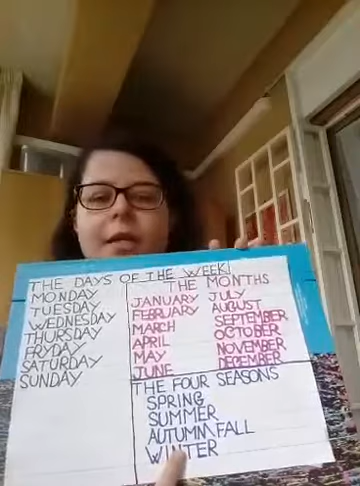 THE DAYS OF THE WEEK
MONDAY
TUESDAY
WEDNESDAY
THURSDAY
FRYDAY
SATURDAY
SUNDAY
THE MONTHS
JANUARY JULY
FEBRUARY AUGUST
MARCH SEPTEMBER
APRIL OCTOBER
MAY NOVEMBER
JUNE DECEMBER
THE FOUR SEASONS
SPRING
SUMMER
AUTUMN/FALL
WINTER